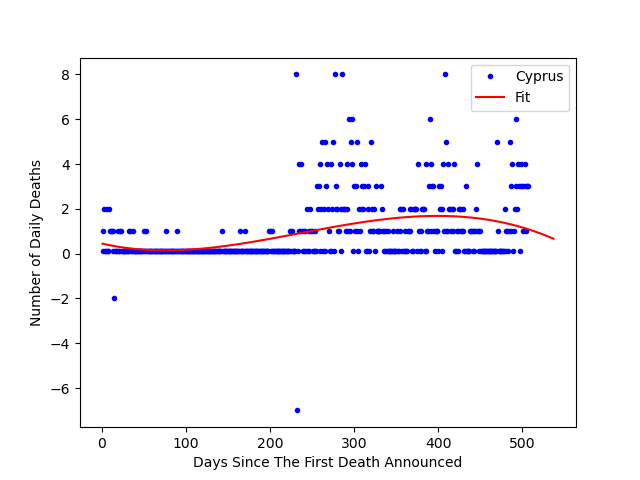 Cyprus
Fit
8
6
4
2
0
−2
−4
−6
Number of Daily Deaths
0 100 200 300 400 500
Days Since The First Death Announced